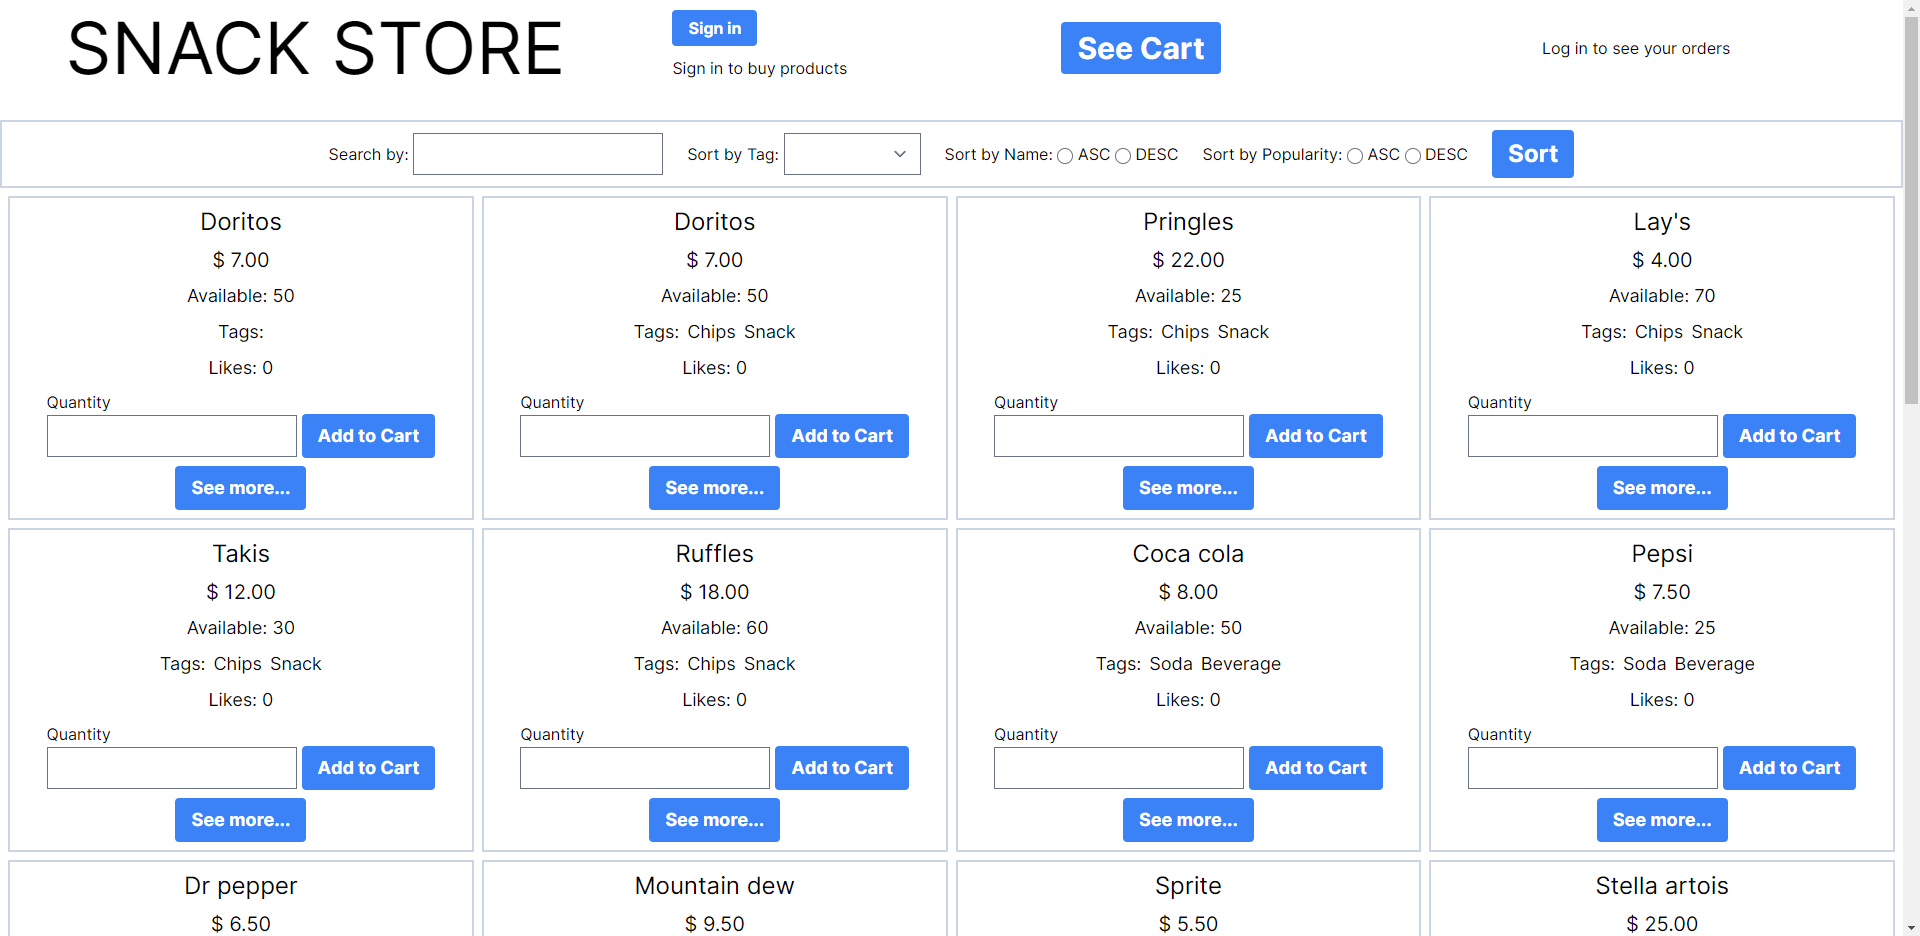 SNACK STORE
Sign in
Sign in to buy products
See Cart
Log in to see your orders
Search by:
Sort by Tag:
Sort by Name: ASC DESC
Sort by Popularity: ASC DESC
Sort
Doritos
$ 7.00
Available: 50
Tags:
Likes: 0
Quantity
Add to Cart
See more...
Doritos
$ 7.00
Available: 50
Tags: Chips Snack
Likes: 0
Quantity
Add to Cart
See more...
Pringles
$ 22.00
Available: 25
Tags: Chips Snack
Likes: 0
Quantity
Add to Cart
See more...
Lay's
$ 4.00
Available: 70
Tags: Chips Snack
Likes: 0
Quantity
Add to Cart
See more...
Takis
$ 12.00
Available: 30
Tags: Chips Snack
Likes: 0
Quantity
Add to Cart
See more...
Ruffles
$ 18.00
Available: 60
Tags: Chips Snack
Likes: 0
Quantity
Add to Cart
See more...
Coca cola
$ 8.00
Available: 50
Tags: Soda Beverage
Likes: 0
Quantity
Add to Cart
See more...
Pepsi
$ 7.50
Available: 25
Tags: Soda Beverage
Likes: 0
Quantity
Add to Cart
See more...
Dr pepper
$ 6.50
Mountain dew
$ 9.50
Sprite
$ 5.50
Stella artois
$ 25.00